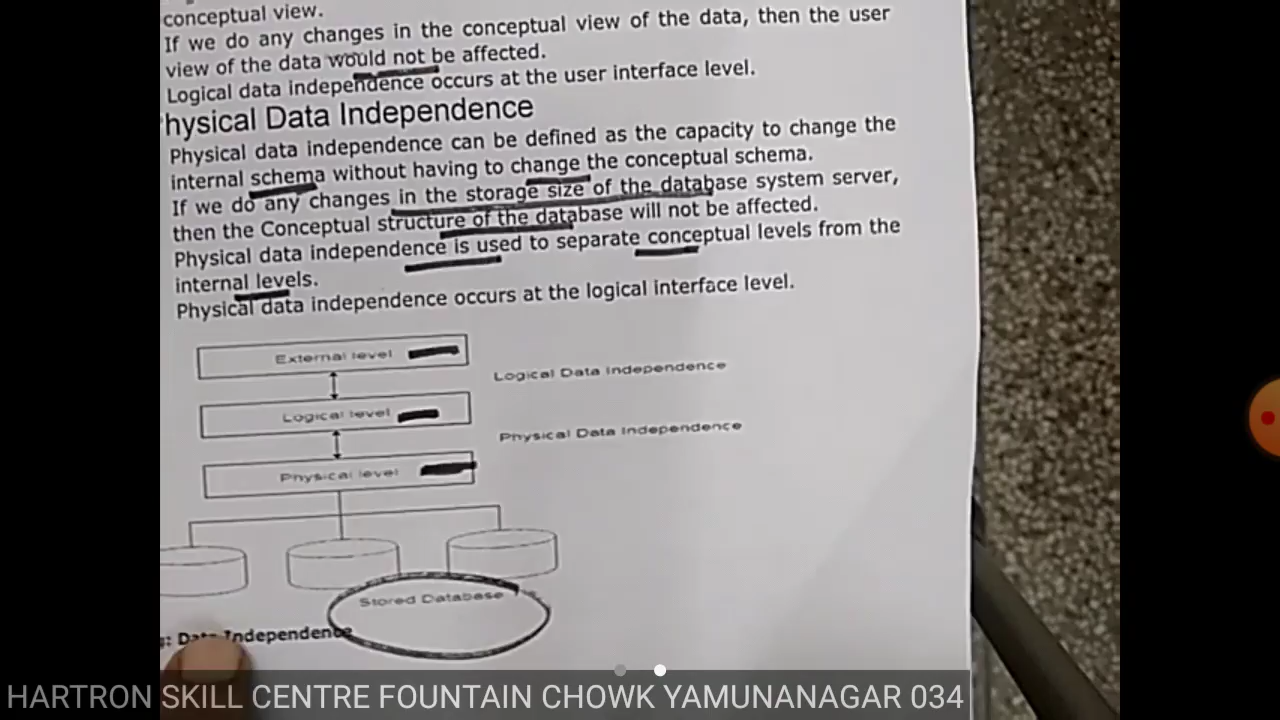 conceptual view.
If we do any changes in the conceptual view of the data, then the user
view of the data would not be affected.
Logical data independence occurs at the user interface level.
hysical Data Independence
Physical data independence can be defined as the capacity to change the
internal schema without having to change the conceptual schema.
If we do any changes in the storage size of the database system server,
then the Conceptual structure of the database will not be affected.
Physical data independence is used to separate conceptual levels from the
internal levels.
Physical data independence occurs at the logical interface level.
External level
Logical Data Independence
Logical level
Physical Data Independence
Physical level
Stored Database
: Data Independence
HARTRON SKILL CENTRE FOUNTAIN CHOWK YAMUNANAGAR 034